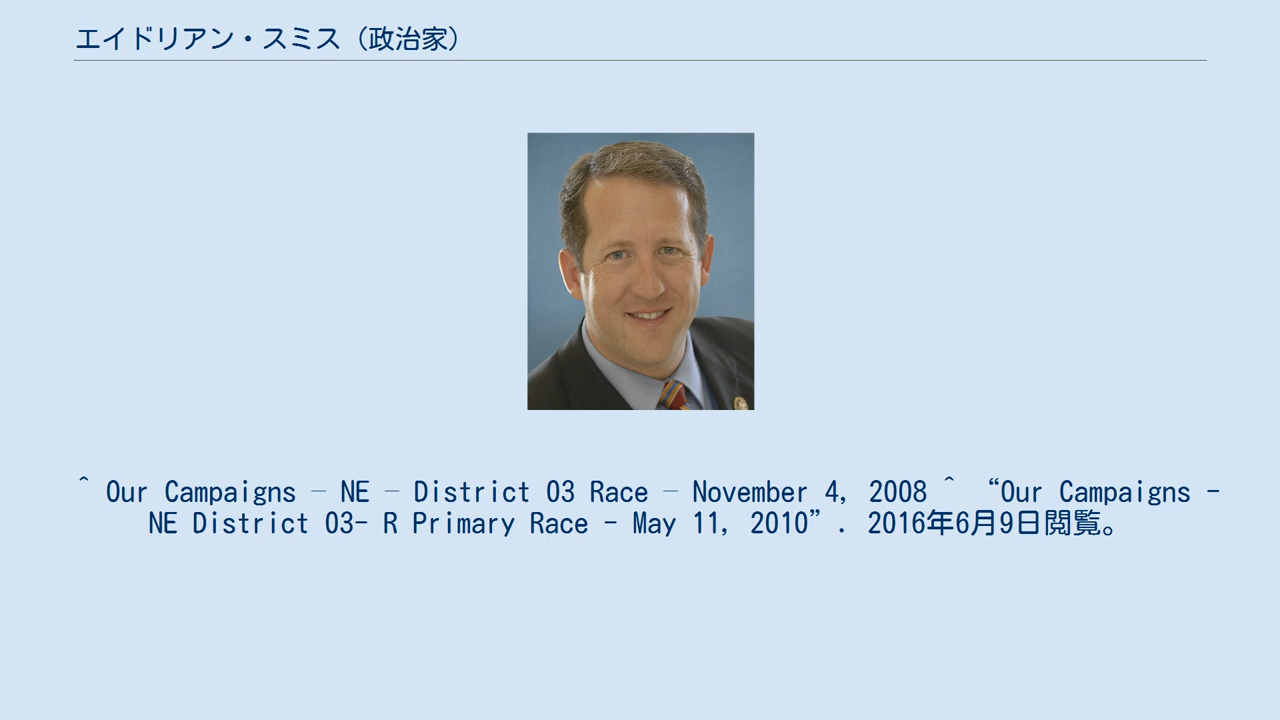 エイドリアン・スミス（政治家）
^ Our Campaigns – NE – District 03 Race – November 4, 2008 ^ “Our Campaigns -
NE District 03- R Primary Race - May 11, 2010”. 2016年6月9日閲覧。